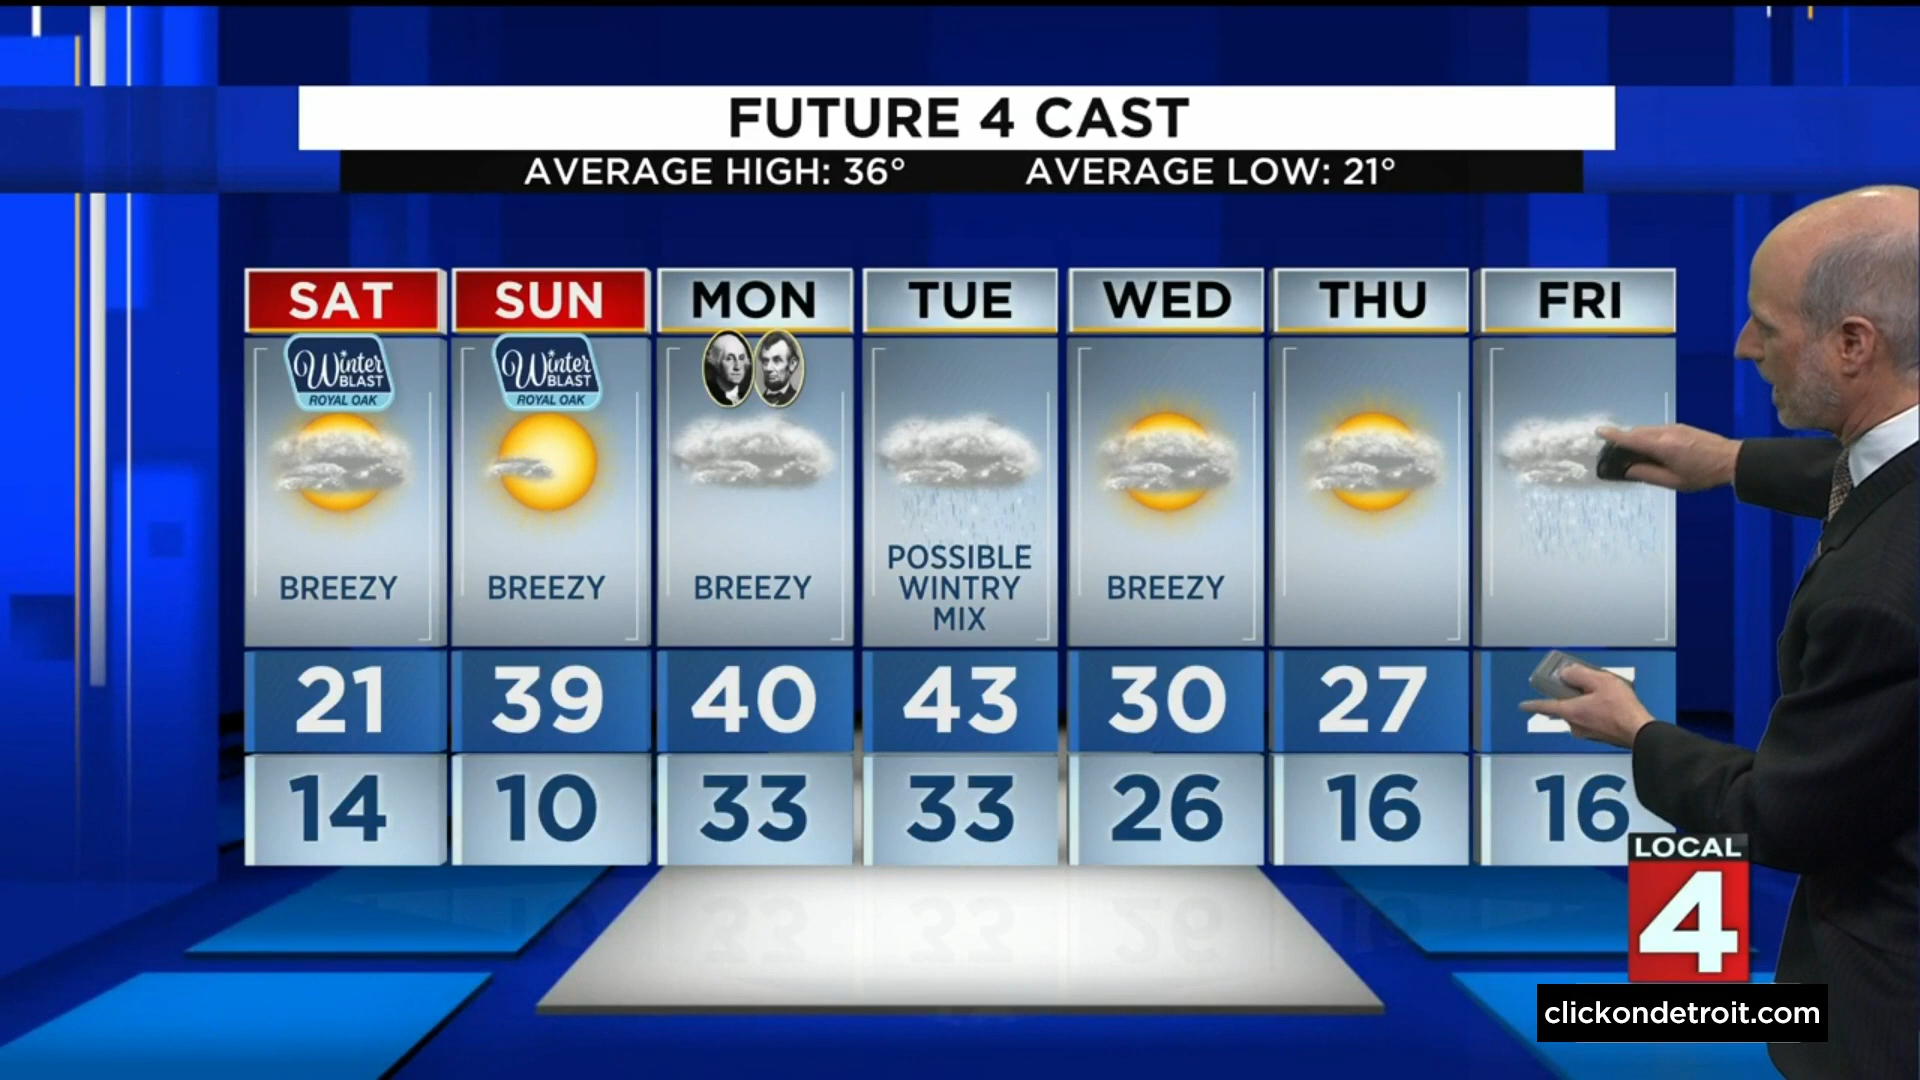 FUTURE 4 CAST
AVERAGE HIGH: 36° AVERAGE LOW: 21°
SAT SUN MON TUE WED THU FRI
Winter BLAST ROYAL OAK
Winter BLAST ROYAL OAK
BREEZY BREEZY BREEZY POSSIBLE WINTRY MIX BREEZY
21 39 40 43 30 27
14 10 33 33 26 16 16
LOCAL
4
clickondetroit.com